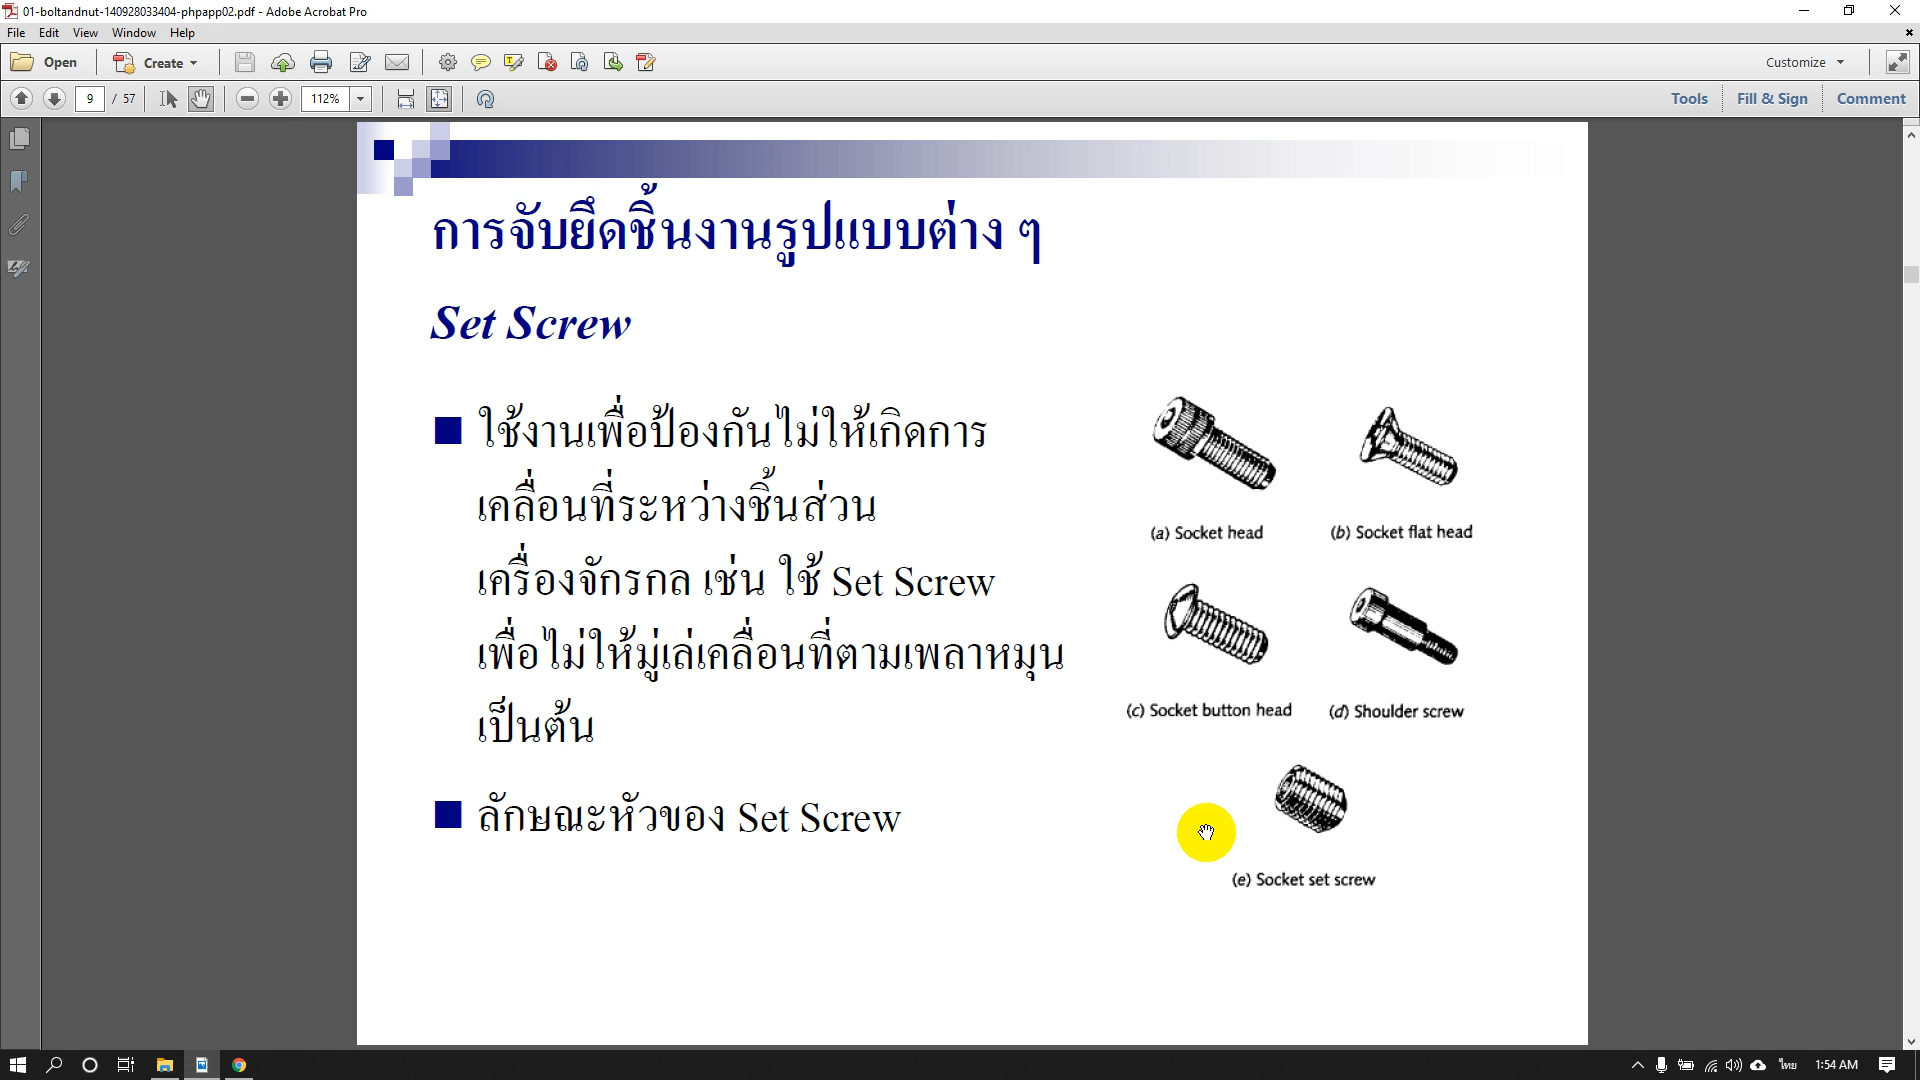 01-boltandnut-140928033404-phpapp02.pdf - Adobe Acrobat Pro
File Edit View Window Help
Open Create Customize
9 / 57 112% Tools Fill & Sign Comment
การจับยึดชิ้นงานรูปแบบต่าง ๆ
Set Screw
ใช้งานเพื่อป้องกันไม่ให้เกิดการ
เคลื่อนที่ระหว่างชิ้นส่วน
เครื่องจักรกล เช่น ใช้ Set Screw
เพื่อไม่ให้มู่เล่เคลื่อนที่ตามเพลาหมุน
เป็นต้น
ลักษณะหัวของ Set Screw
(a) Socket head (b) Socket flat head
(c) Socket button head (d) Shoulder screw
(e) Socket set screw
ไทย 1:54 AM